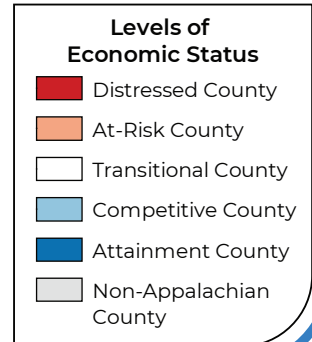 Levels of
Economic Status
Distressed County
At-Risk County
Transitional County
Competitive County
Attainment County
Non-Appalachian
County